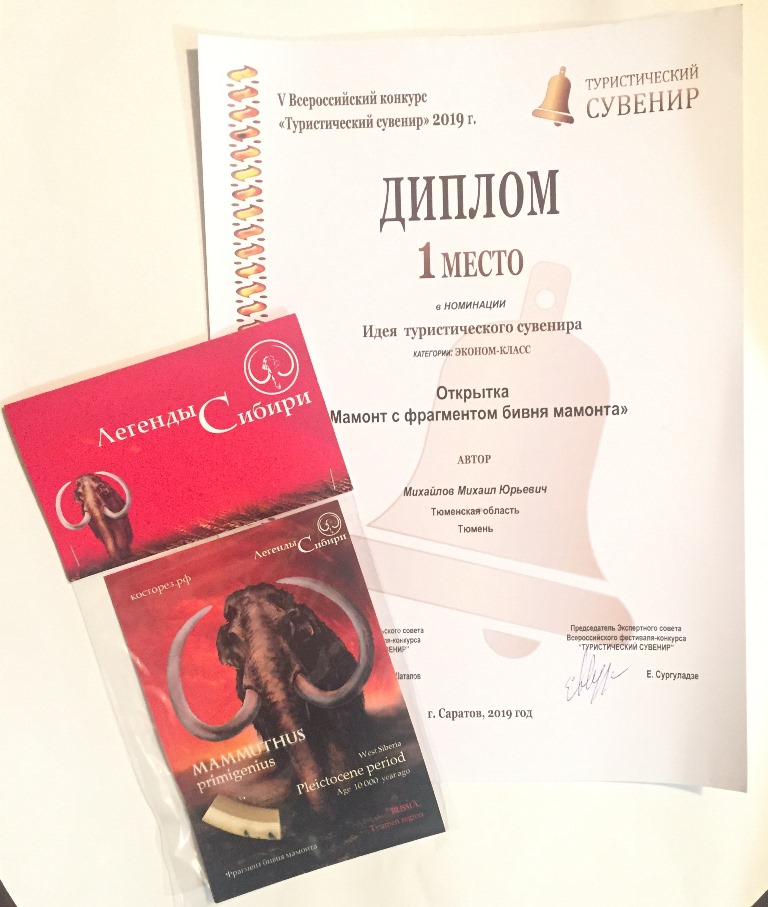 V Всероссийский конкурс
«Туристический сувенир» 2019 г.
ТУРИСТИЧЕСКИЙ
СУВЕНИР
ДИПЛОМ
1 МЕСТО
в НОМИНАЦИИ
Идея туристического сувенира
КАТЕГОРИИ: ЭКОНОМ-КЛАСС
Открытка
Мамонт с фрагментом бивня мамонта»
АВТОР
Михайлов Михаил Юрьевич
Тюменская область
Тюмень
Председатель Экспертного совета
Всероссийского фестиваля-конкурса
"ТУРИСТИЧЕСКИЙ СУВЕНИР"
Е. Сургуладзе
г. Саратов, 2019 год
Легенды Сибири
Легенды Сибири
косторез.рф
MAMMUTHUS
primigenius
West Siberia
Pleictocene period
Age 10 000 year ago
RUSSIA.
Tyumen region
Фрагмент бивня мамонта